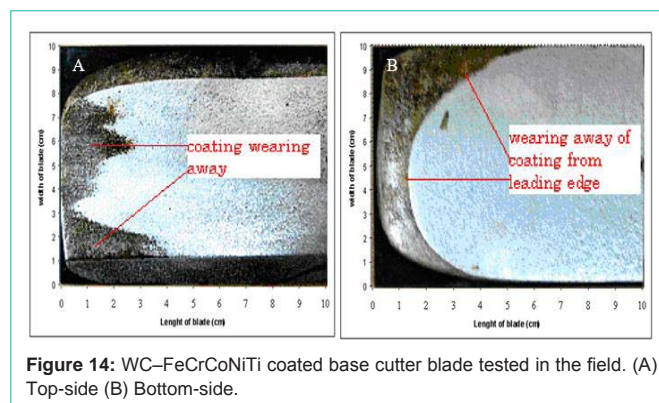 A
coating wearing
away
width of blade (cm)
10
9
8
7
6
5
4
3
2
1
0
0 1 2 3 4 5 6 7 8 9 10
Lenght of blade (cm)
B
wearing away of
coating from
leading edge
width of blade (cm)
10
9
8
7
6
5
4
3
2
1
0
0 1 2 3 4 5 6 7 8 9 10
Lenght of blade (cm)
Figure 14: WC–FeCrCoNiTi coated base cutter blade tested in the field. (A)
Top-side (B) Bottom-side.